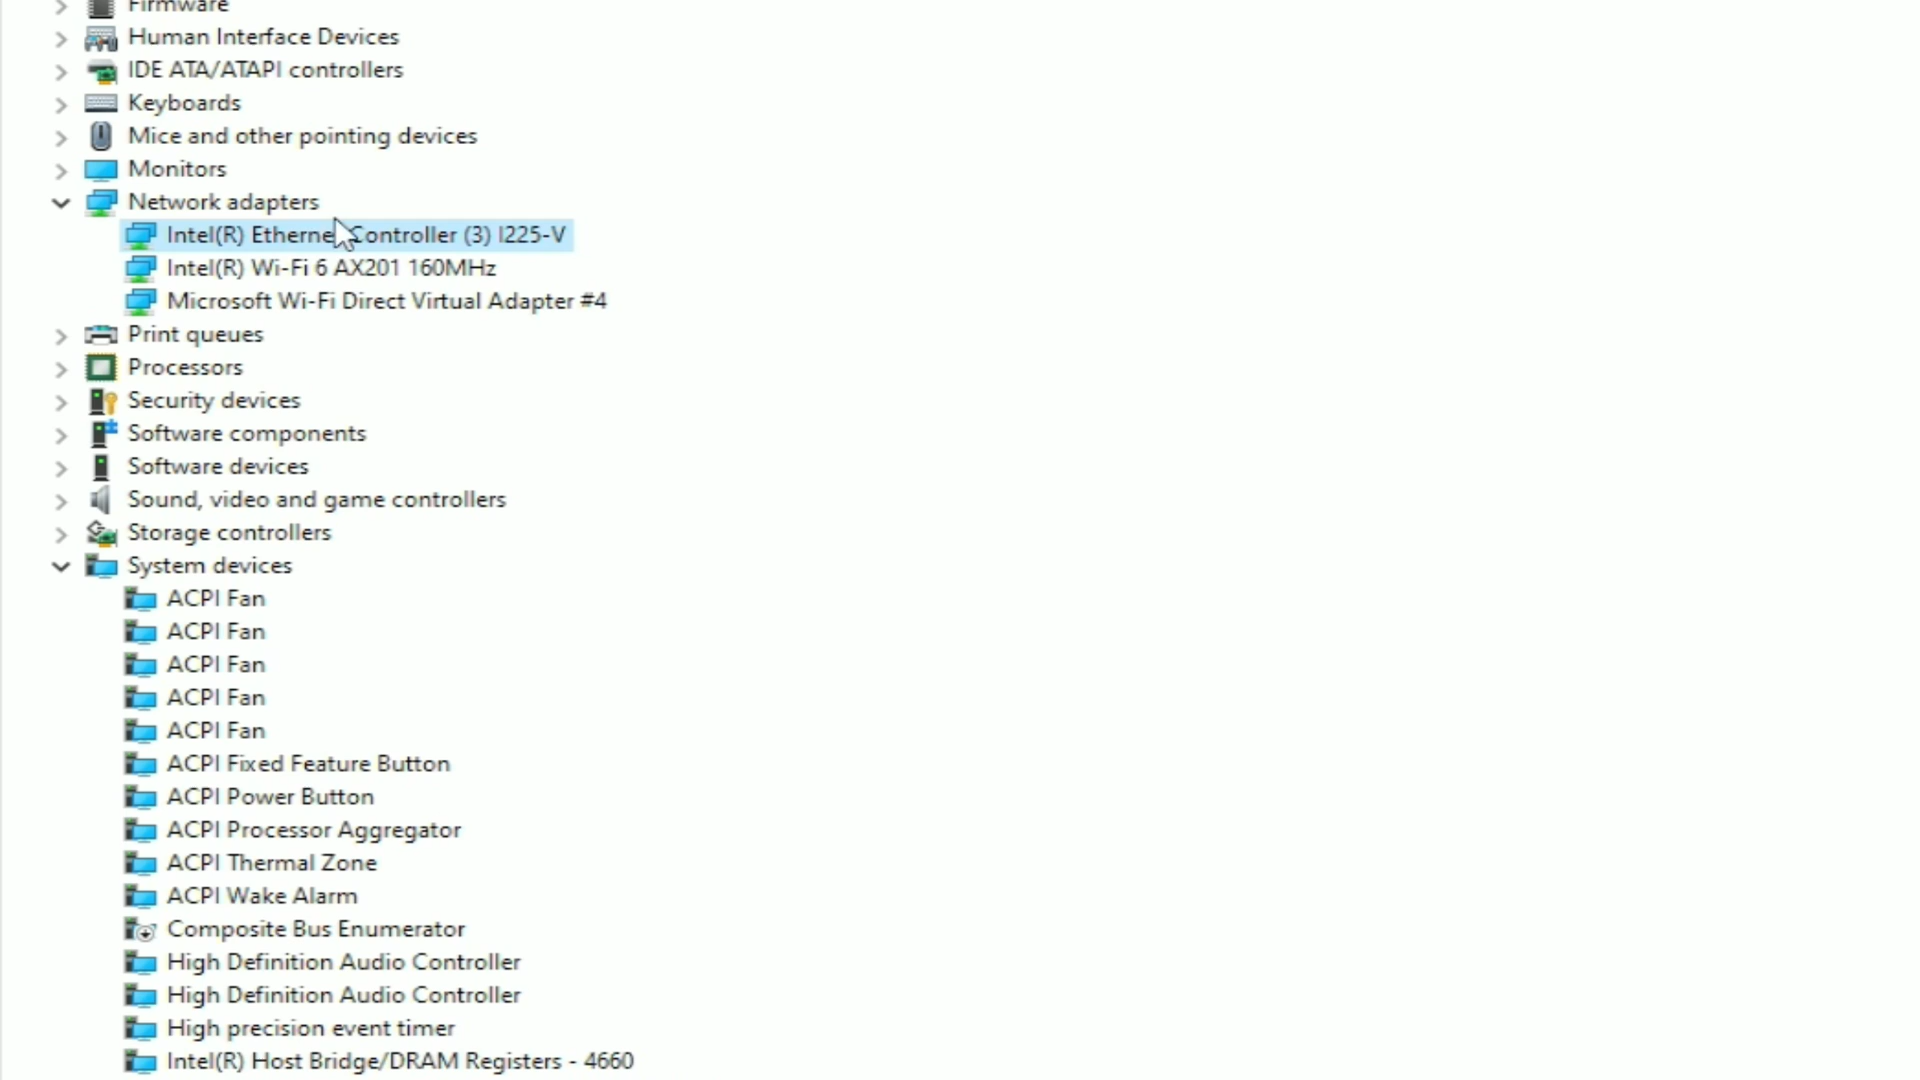 Firmware
Human Interface Devices
IDE ATA/ATAPI controllers
Keyboards
Mice and other pointing devices
Monitors
Network adapters
Intel(R) Ethernet Controller (3) I225-V
Intel(R) Wi-Fi 6 AX201 160MHz
Microsoft Wi-Fi Direct Virtual Adapter #4
Print queues
Processors
Security devices
Software components
Software devices
Sound, video and game controllers
Storage controllers
System devices
ACPI Fan
ACPI Fan
ACPI Fan
ACPI Fan
ACPI Fan
ACPI Fixed Feature Button
ACPI Power Button
ACPI Processor Aggregator
ACPI Thermal Zone
ACPI Wake Alarm
Composite Bus Enumerator
High Definition Audio Controller
High Definition Audio Controller
High precision event timer
Intel(R) Host Bridge/DRAM Registers - 4660